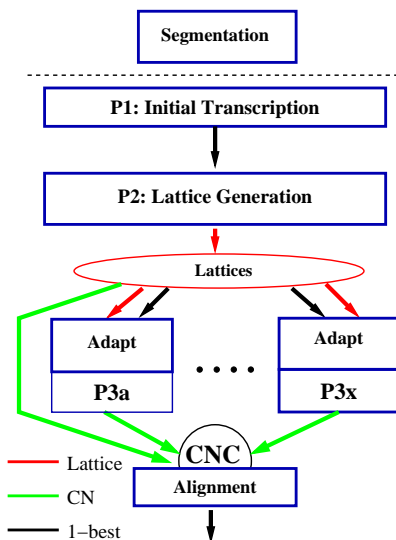 Segmentation
P1: Initial Transcription
P2: Lattice Generation
Lattices
Adapt
Adapt
P3a
P3x
CNC
Alignment
Lattice
CN
1−best